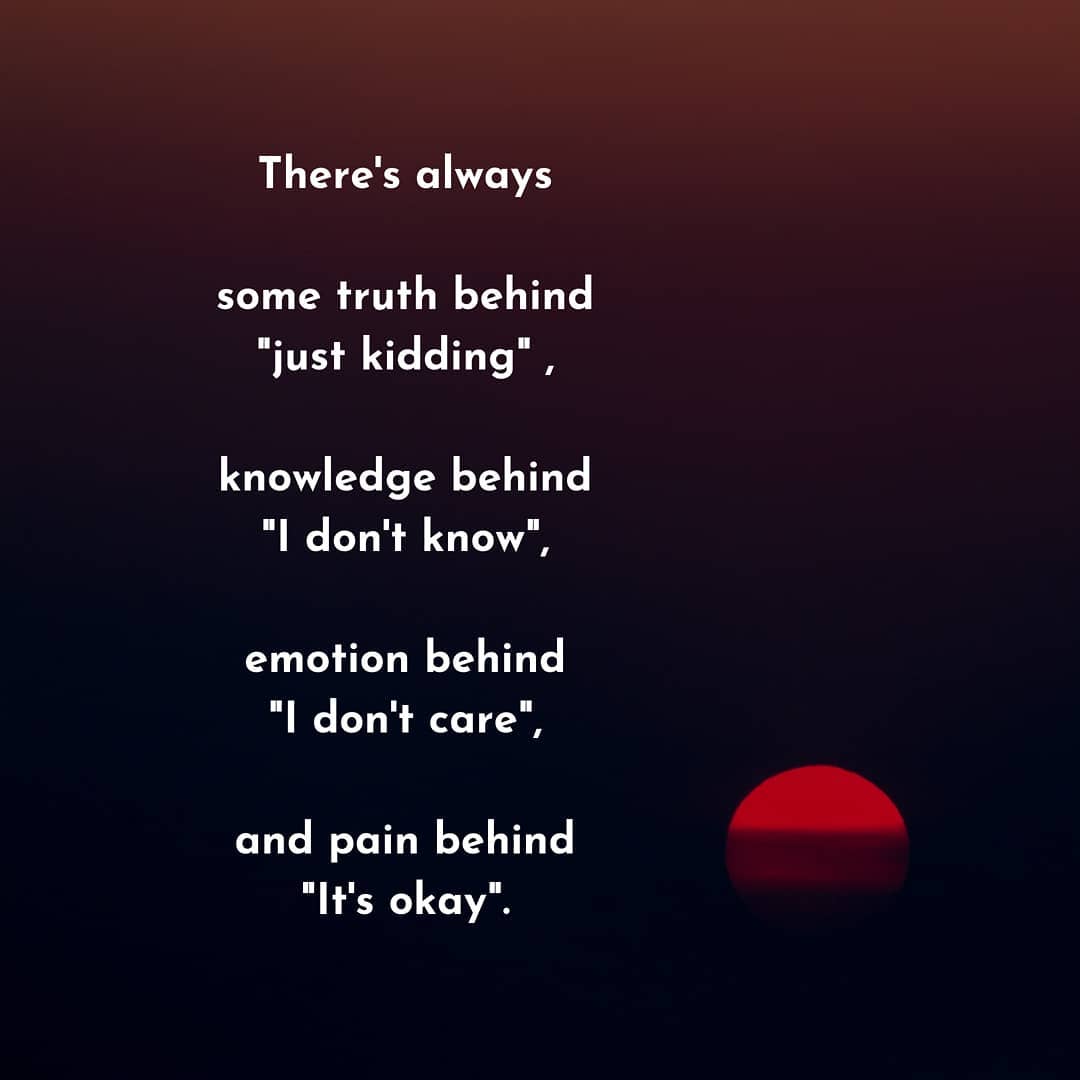 There's always
some truth behind
"just kidding" ,
knowledge behind
"I don't know",
emotion behind
"I don't care",
and pain behind
"It's okay".